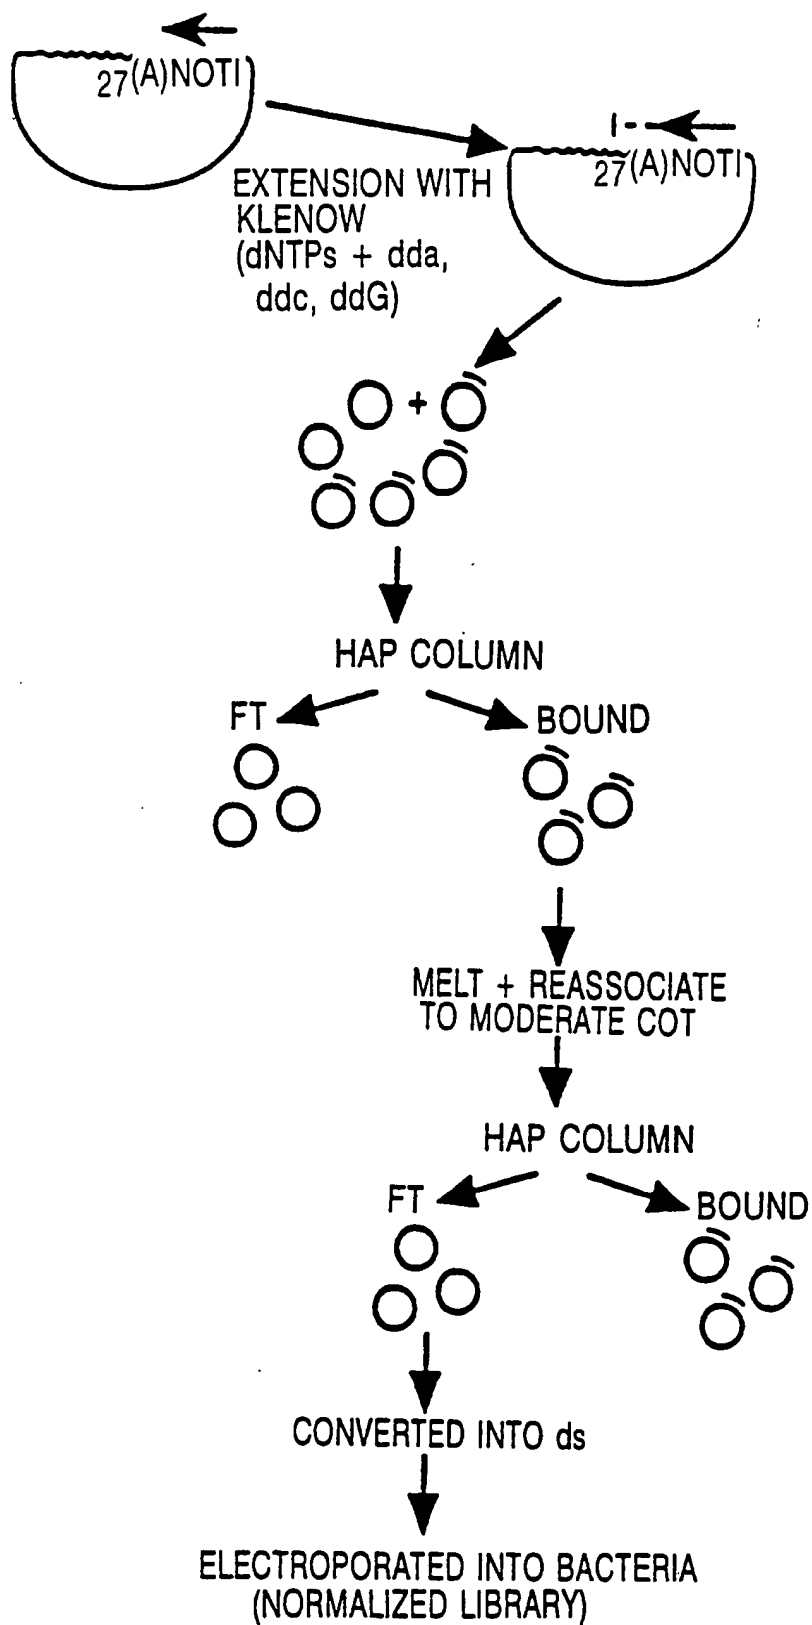 27(A)NOTI
27(A)NOTI
EXTENSION WITH
KLENOW
(dNTPs + dda,
ddc, ddG)
+
HAP COLUMN
FT
BOUND
MELT + REASSOCIATE
TO MODERATE COT
HAP COLUMN
FT
BOUND
CONVERTED INTO ds
ELECTROPORATED INTO BACTERIA
(NORMALIZED LIBRARY)